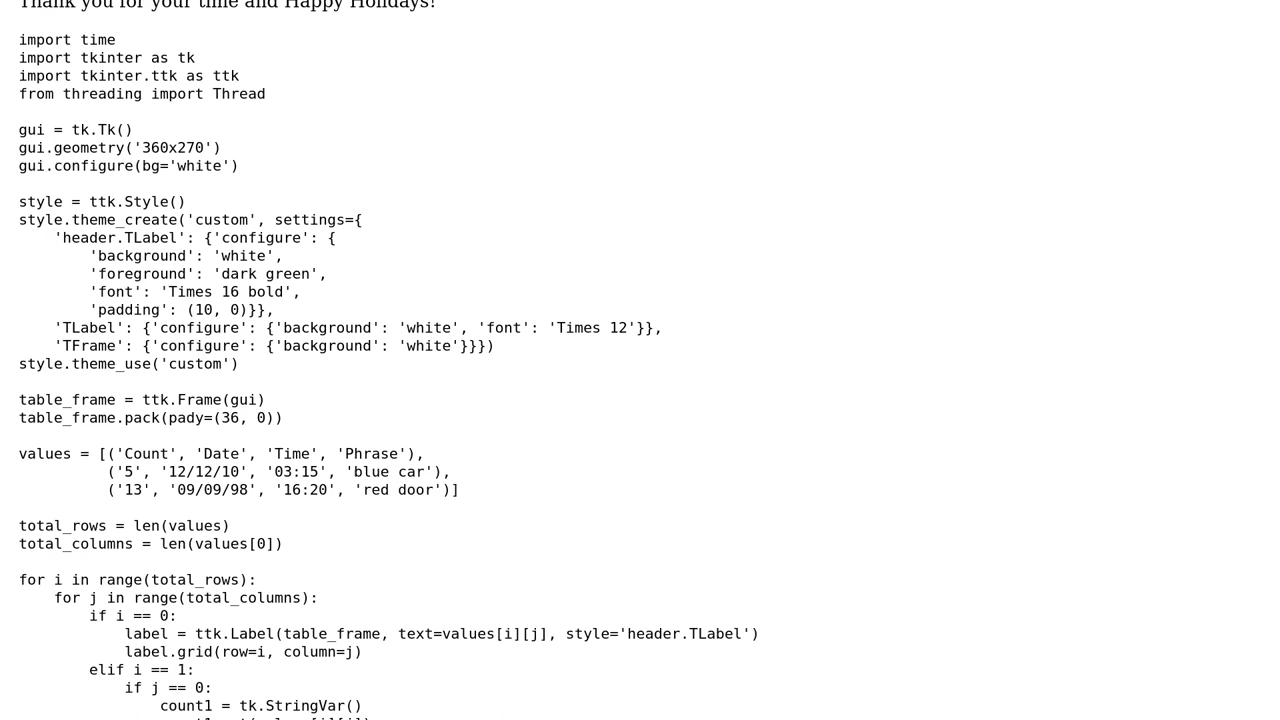 Thank you for your time and Happy Holidays!
import time
import tkinter as tk
import tkinter.ttk as ttk
from threading import Thread

gui = tk.Tk()
gui.geometry('360x270')
gui.configure(bg='white')

style = ttk.Style()
style.theme_create('custom', settings={
    'header.TLabel': {'configure': {
        'background': 'white',
        'foreground': 'dark green',
        'font': 'Times 16 bold',
        'padding': (10, 0)}},
    'TLabel': {'configure': {'background': 'white', 'font': 'Times 12'}},
    'TFrame': {'configure': {'background': 'white'}}})
style.theme_use('custom')

table_frame = ttk.Frame(gui)
table_frame.pack(pady=(36, 0))

values = [('Count', 'Date', 'Time', 'Phrase'),
          ('5', '12/12/10', '03:15', 'blue car'),
          ('13', '09/09/98', '16:20', 'red door')]

total_rows = len(values)
total_columns = len(values[0])

for i in range(total_rows):
    for j in range(total_columns):
        if i == 0:
            label = ttk.Label(table_frame, text=values[i][j], style='header.TLabel')
            label.grid(row=i, column=j)
        elif i == 1:
            if j == 0:
                count1 = tk.StringVar()